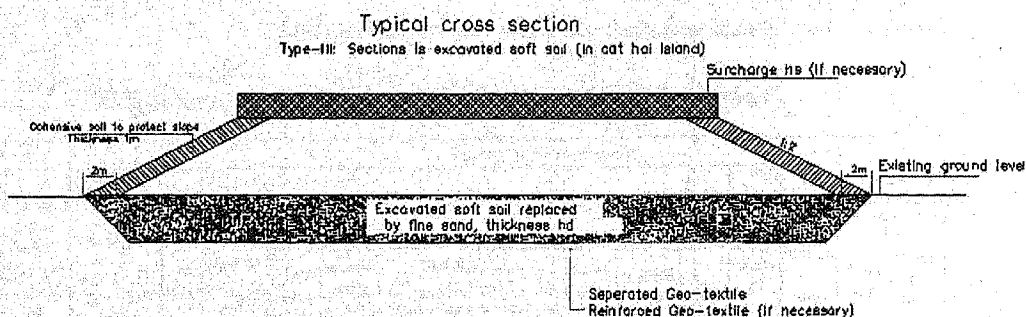 Typical cross section
Type-III: Sections is excavated soft soil (in cat hai island)
Surcharge hs (if necessary)
Cohensive soil to protect slope
Thickness 1m
2m
2m
Existing ground level
Excavated soft soil replaced
by fine sand, thickness hd
Seperated Geo-textile
Reinforced Geo-textile (if necessary)